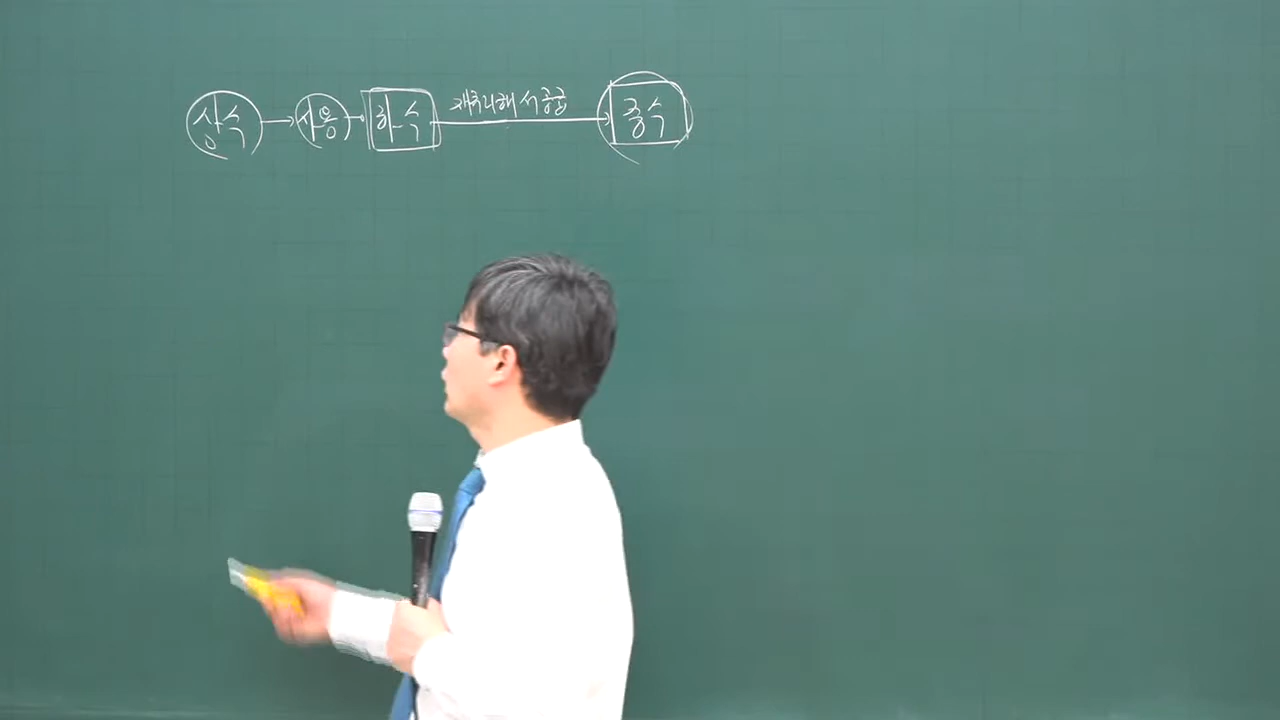 상수 → 사용 → 하수 재처리해서 공급 → 중수